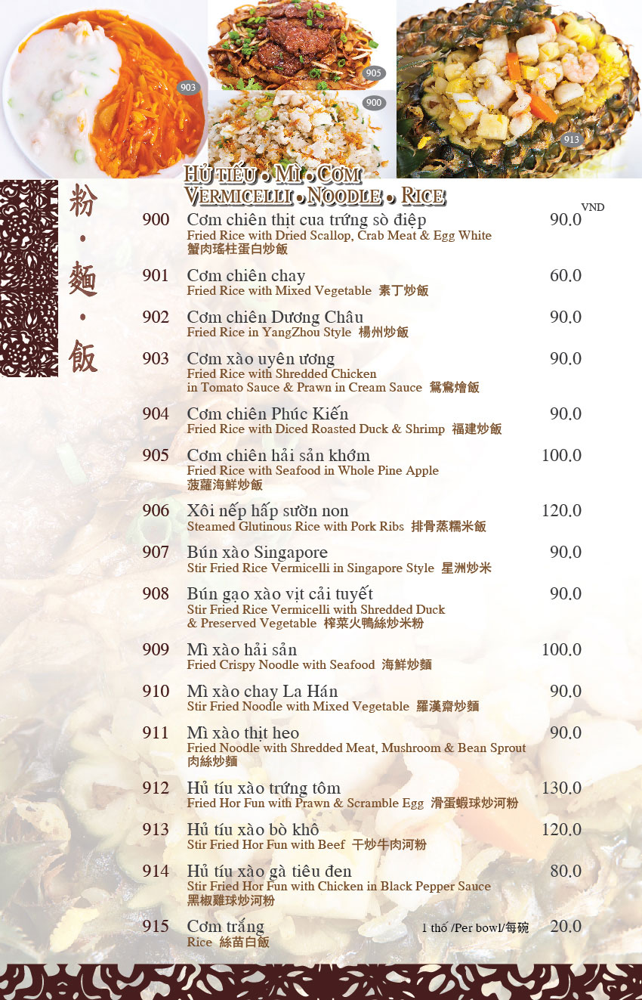 903
905
900
913
HỦ TIẾU • MÌ • CƠM
VERMICELLI • NOODLE • RICE
粉・麵・飯
VND
900 Cơm chiên thịt cua trứng sò điệp 90.0
Fried Rice with Dried Scallop, Crab Meat & Egg White
蟹肉瑤柱蛋白炒飯
901 Cơm chiên chay 60.0
Fried Rice with Mixed Vegetable 素丁炒飯
902 Cơm chiên Dương Châu 90.0
Fried Rice in YangZhou Style 楊州炒飯
903 Cơm xào uyên ương 90.0
Fried Rice with Shredded Chicken
in Tomato Sauce & Prawn in Cream Sauce 鴛鴦燴飯
904 Cơm chiên Phúc Kiến 90.0
Fried Rice with Diced Roasted Duck & Shrimp 福建炒飯
905 Cơm chiên hải sản khớm 100.0
Fried Rice with Seafood in Whole Pine Apple
菠蘿海鮮炒飯
906 Xôi nếp hấp sườn non 120.0
Steamed Glutinous Rice with Pork Ribs 排骨蒸糯米飯
907 Bún xào Singapore 90.0
Stir Fried Rice Vermicelli in Singapore Style 星洲炒米
908 Bún gạo xào vịt cải tuyết 90.0
Stir Fried Rice Vermicelli with Shredded Duck
& Preserved Vegetable 榨菜火鴨絲炒米粉
909 Mì xào hải sản 100.0
Fried Crispy Noodle with Seafood 海鮮炒麵
910 Mì xào chay La Hán 90.0
Stir Fried Noodle with Mixed Vegetable 羅漢齋炒麵
911 Mì xào thịt heo 90.0
Fried Noodle with Shredded Meat, Mushroom & Bean Sprout
肉絲炒麵
912 Hủ tíu xào trứng tôm 130.0
Fried Hor Fun with Prawn & Scramble Egg 滑蛋蝦球炒河粉
913 Hủ tíu xào bò khô 120.0
Stir Fried Hor Fun with Beef 干炒牛肉河粉
914 Hủ tíu xào gà tiêu đen 80.0
Stir Fried Hor Fun with Chicken in Black Pepper Sauce
黑椒雞球炒河粉
915 Cơm trắng 1 thố /Per bowl/每碗 20.0
Rice 絲苗白飯